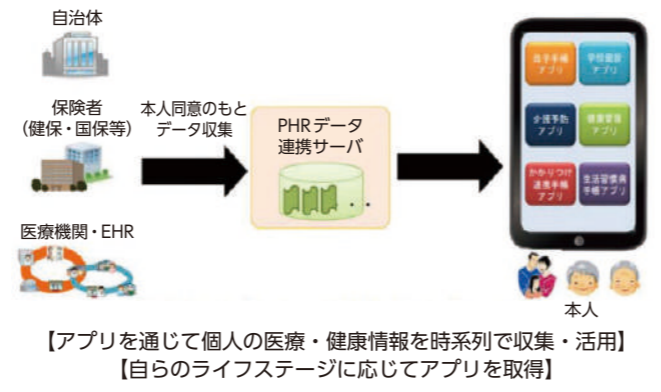 自治体
保険者
（健保・国保等）
医療機関・EHR
本人同意のもと
データ収集
PHRデータ
連携サーバ
母子手帳
アプリ
学校健診
アプリ
介護予防
アプリ
健康管理
アプリ
かかりつけ
連携手帳
アプリ
生活習慣病
手帳アプリ
本人
【アプリを通じて個人の医療・健康情報を時系列で収集・活用】
【自らのライフステージに応じてアプリを取得】